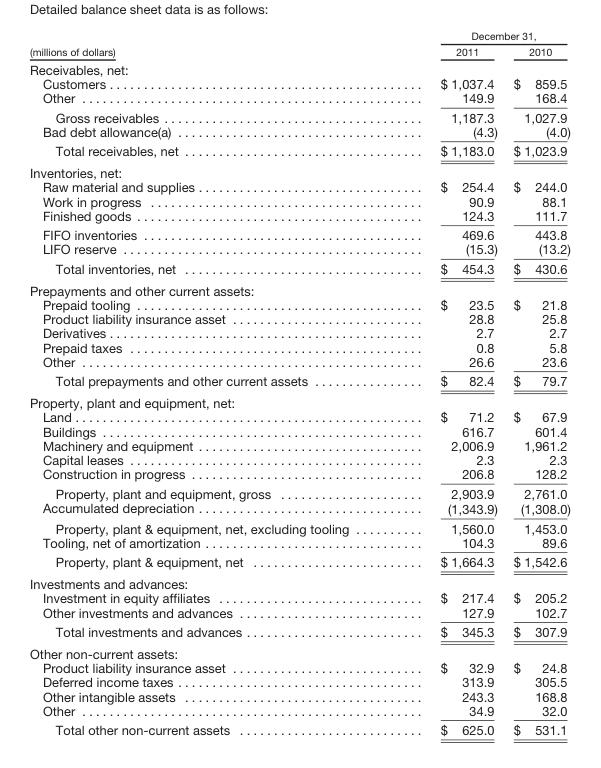 Detailed balance sheet data is as follows:
December 31,
(millions of dollars) 2011 2010
Receivables, net:
Customers $ 1,037.4 $ 859.5
Other 149.9 168.4
Gross receivables 1,187.3 1,027.9
Bad debt allowance(a) (4.3) (4.0)
Total receivables, net $ 1,183.0 $ 1,023.9
Inventories, net:
Raw material and supplies $ 254.4 $ 244.0
Work in progress 90.9 88.1
Finished goods 124.3 111.7
FIFO inventories 469.6 443.8
LIFO reserve (15.3) (13.2)
Total inventories, net $ 454.3 $ 430.6
Prepayments and other current assets:
Prepaid tooling $ 23.5 $ 21.8
Product liability insurance asset 28.8 25.8
Derivatives 2.7 2.7
Prepaid taxes 0.8 5.8
Other 26.6 23.6
Total prepayments and other current assets $ 82.4 $ 79.7
Property, plant and equipment, net:
Land $ 71.2 $ 67.9
Buildings 616.7 601.4
Machinery and equipment 2,006.9 1,961.2
Capital leases 2.3 2.3
Construction in progress 206.8 128.2
Property, plant and equipment, gross 2,903.9 2,761.0
Accumulated depreciation (1,343.9) (1,308.0)
Property, plant & equipment, net, excluding tooling 1,560.0 1,453.0
Tooling, net of amortization 104.3 89.6
Property, plant & equipment, net $ 1,664.3 $ 1,542.6
Investments and advances:
Investment in equity affiliates $ 217.4 $ 205.2
Other investments and advances 127.9 102.7
Total investments and advances $ 345.3 $ 307.9
Other non-current assets:
Product liability insurance asset $ 32.9 $ 24.8
Deferred income taxes 313.9 305.5
Other intangible assets 243.3 168.8
Other 34.9 32.0
Total other non-current assets $ 625.0 $ 531.1